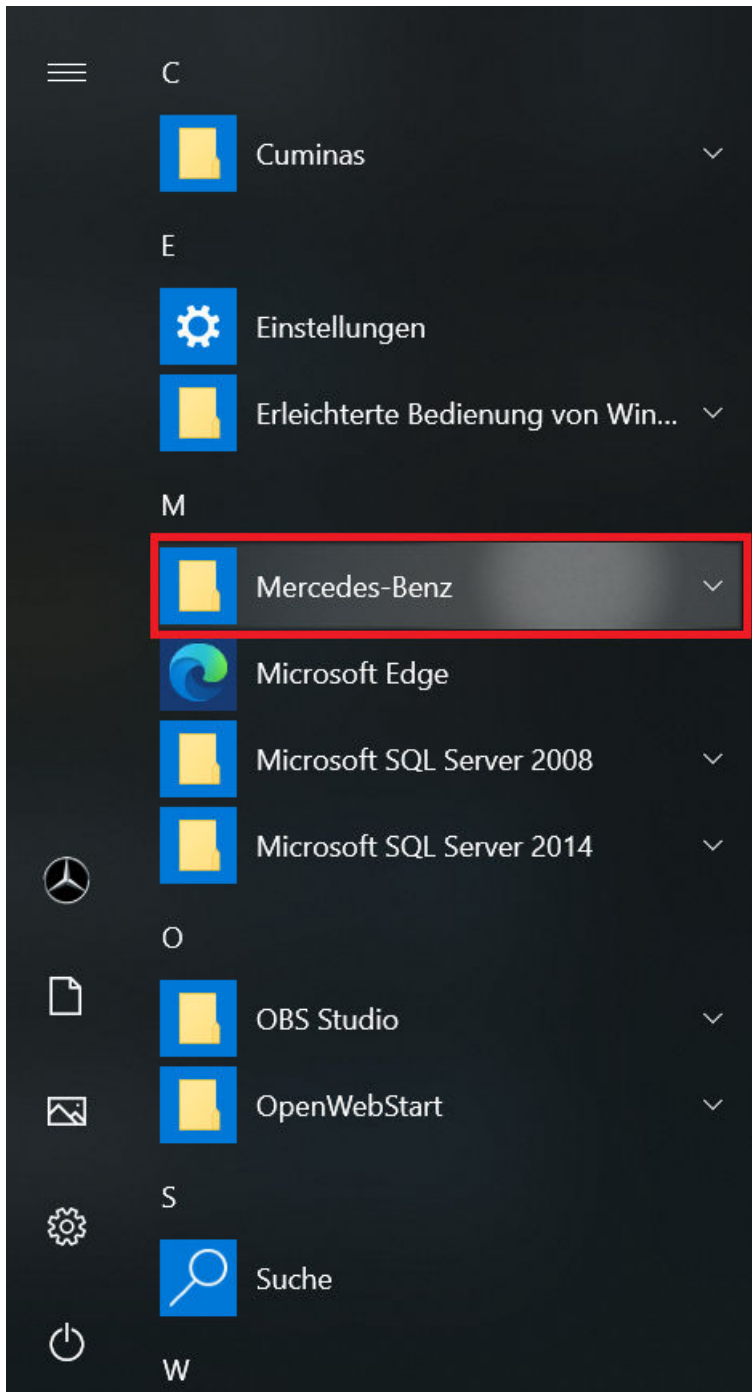 C
Cuminas
E
Einstellungen
Erleichterte Bedienung von Win...
M
Mercedes-Benz
Microsoft Edge
Microsoft SQL Server 2008
Microsoft SQL Server 2014
O
OBS Studio
OpenWebStart
S
Suche
W